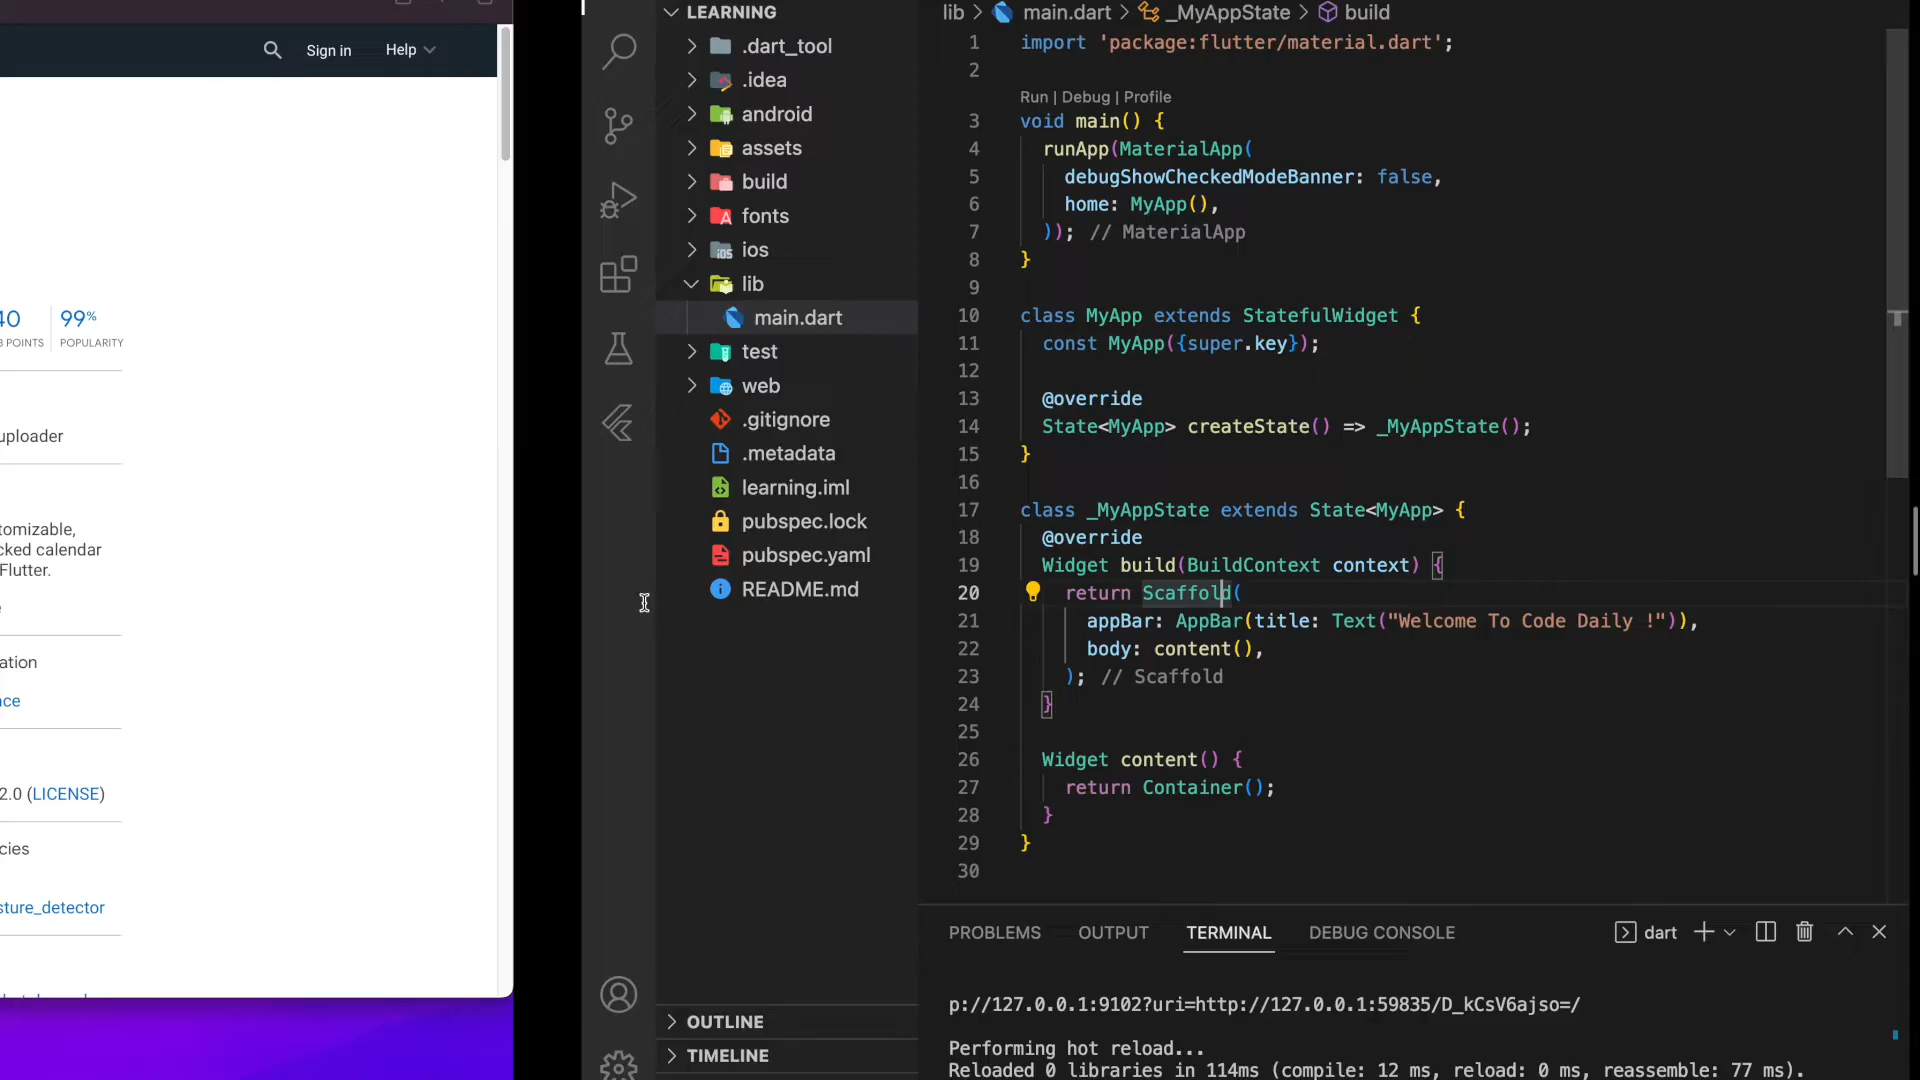 Sign in
Help
40
99%
POINTS
POPULARITY
uploader
tomizable,
cked calendar
Flutter.
ation
2.0 (LICENSE)
cies
sture_detector
LEARNING
.dart_tool
.idea
android
assets
build
fonts
ios
lib
main.dart
test
web
.gitignore
.metadata
learning.iml
pubspec.lock
pubspec.yaml
README.md
OUTLINE
TIMELINE
lib > main.dart > _MyAppState > build
1 import 'package:flutter/material.dart';
2
Run | Debug | Profile
3 void main() {
4 runApp(MaterialApp(
5 debugShowCheckedModeBanner: false,
6 home: MyApp(),
7 )); // MaterialApp
8 }
9
10 class MyApp extends StatefulWidget {
11 const MyApp({super.key});
12
13 @override
14 State<MyApp> createState() => _MyAppState();
15 }
16
17 class _MyAppState extends State<MyApp> {
18 @override
19 Widget build(BuildContext context) {
20 return Scaffold(
21 appBar: AppBar(title: Text("Welcome To Code Daily !")),
22 body: content(),
23 ); // Scaffold
24 }
25
26 Widget content() {
27 return Container();
28 }
29 }
30
PROBLEMS OUTPUT TERMINAL DEBUG CONSOLE
dart
p://127.0.0.1:9102?uri=http://127.0.0.1:59835/D_kCsV6ajso=/
Performing hot reload...
Reloaded 0 libraries in 114ms (compile: 12 ms, reload: 0 ms, reassemble: 77 ms).